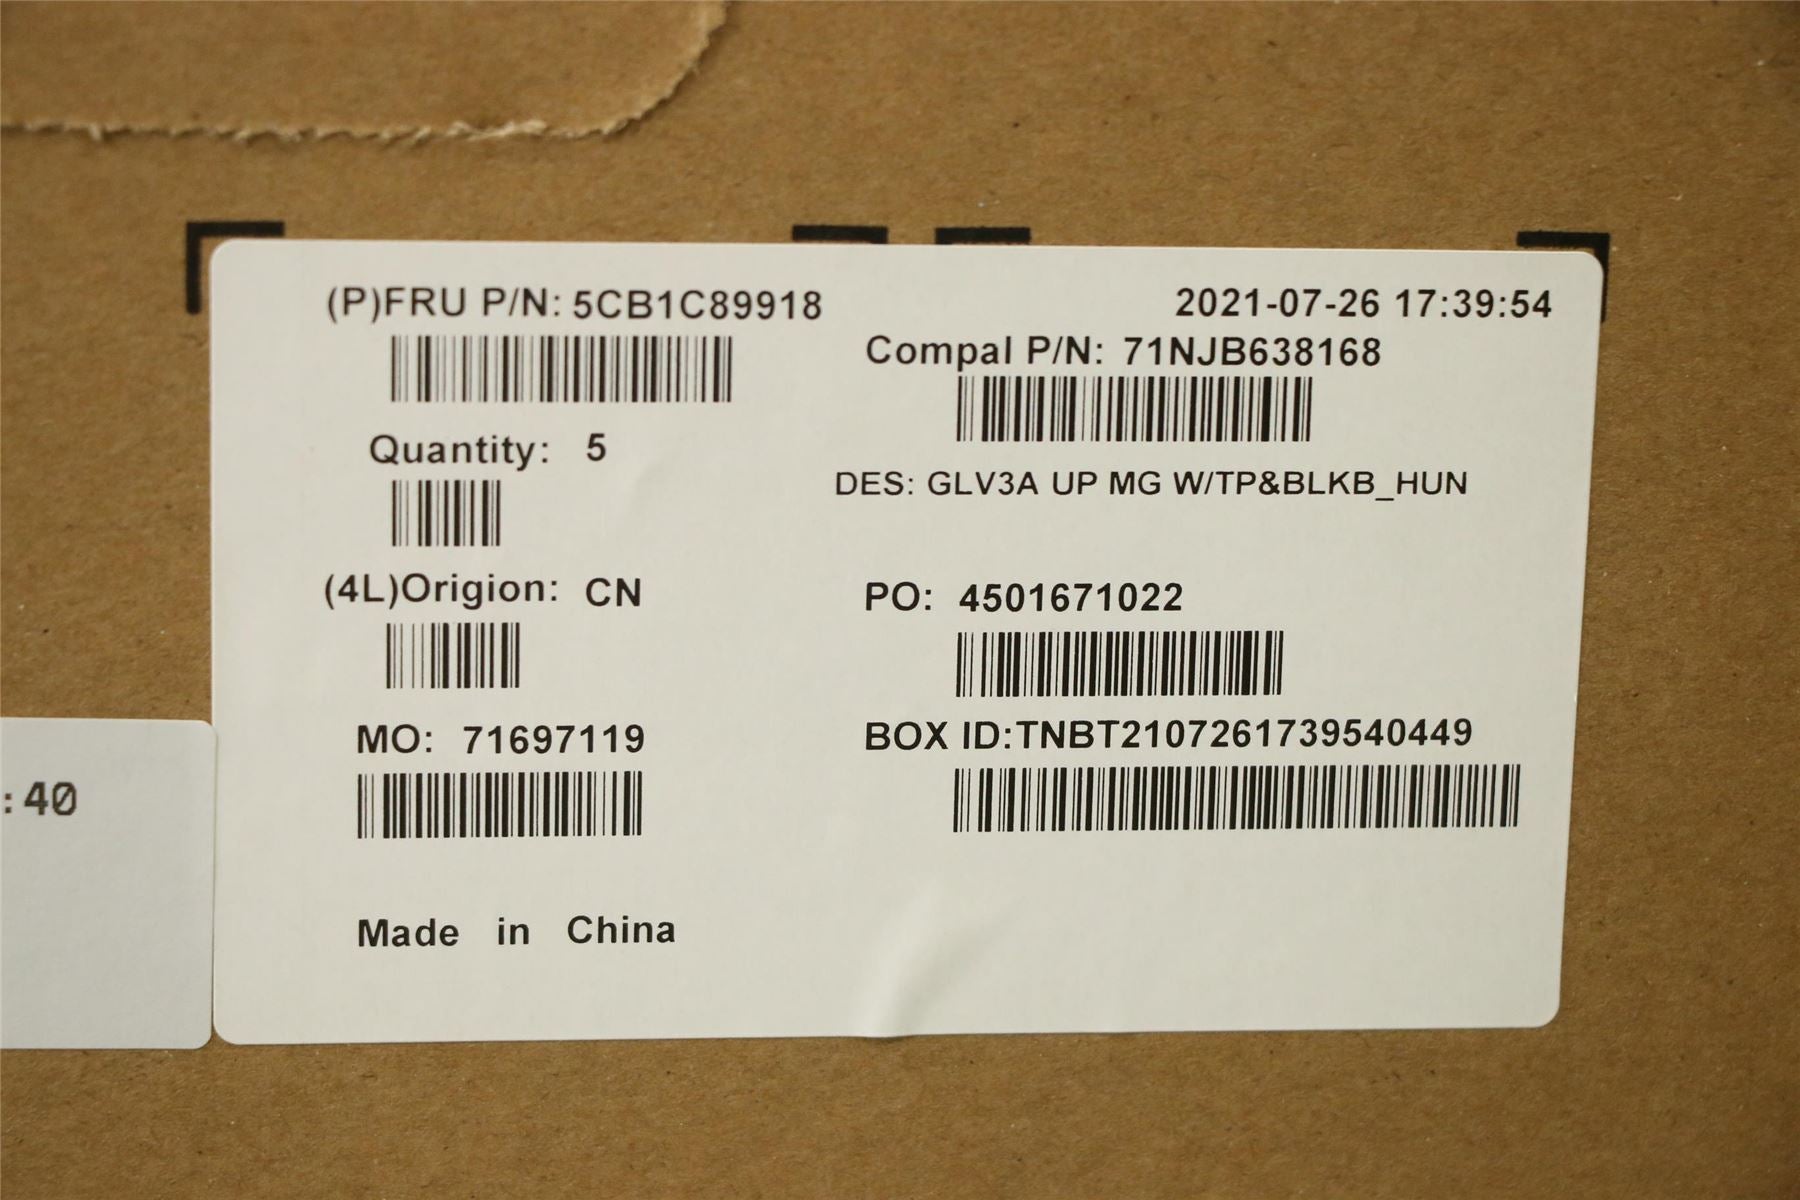 (P)FRU P/N: 5CB1C89918
2021-07-26 17:39:54
Compal P/N: 71NJB638168
Quantity: 5
DES: GLV3A UP MG W/TP&BLKB_HUN
(4L)Origion: CN
PO: 4501671022
MO: 71697119
BOX ID:TNBT2107261739540449
:40
Made in China